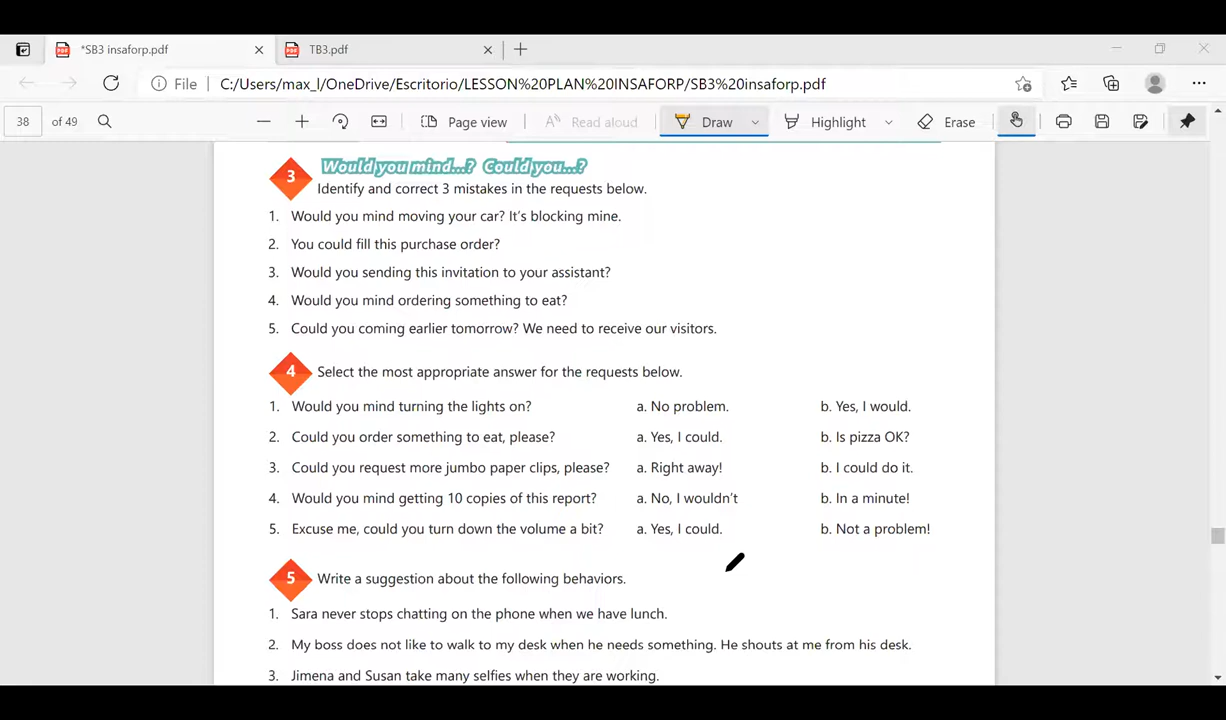 *SB3 insaforp.pdf
TB3.pdf
File C:/Users/max_l/OneDrive/Escritorio/LESSON%20PLAN%20INSAFORP/SB3%20insaforp.pdf
38 of 49 Page view Read aloud Draw Highlight Erase
3 Would you mind...? Could you...?
Identify and correct 3 mistakes in the requests below.
1. Would you mind moving your car? It's blocking mine.
2. You could fill this purchase order?
3. Would you sending this invitation to your assistant?
4. Would you mind ordering something to eat?
5. Could you coming earlier tomorrow? We need to receive our visitors.
4 Select the most appropriate answer for the requests below.
1. Would you mind turning the lights on? a. No problem. b. Yes, I would.
2. Could you order something to eat, please? a. Yes, I could. b. Is pizza OK?
3. Could you request more jumbo paper clips, please? a. Right away! b. I could do it.
4. Would you mind getting 10 copies of this report? a. No, I wouldn't b. In a minute!
5. Excuse me, could you turn down the volume a bit? a. Yes, I could. b. Not a problem!
5 Write a suggestion about the following behaviors.
1. Sara never stops chatting on the phone when we have lunch.
2. My boss does not like to walk to my desk when he needs something. He shouts at me from his desk.
3. Jimena and Susan take many selfies when they are working.